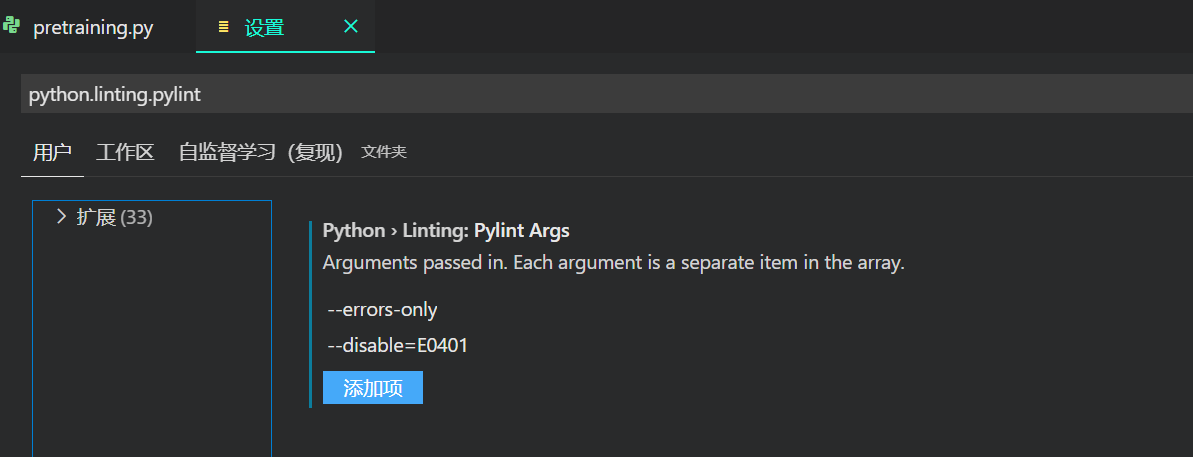 pretraining.py 设置
python.linting.pylint
用户 工作区 自监督学习（复现） 文件夹
扩展 (33)
Python › Linting: Pylint Args
Arguments passed in. Each argument is a separate item in the array.
--errors-only
--disable=E0401
添加项